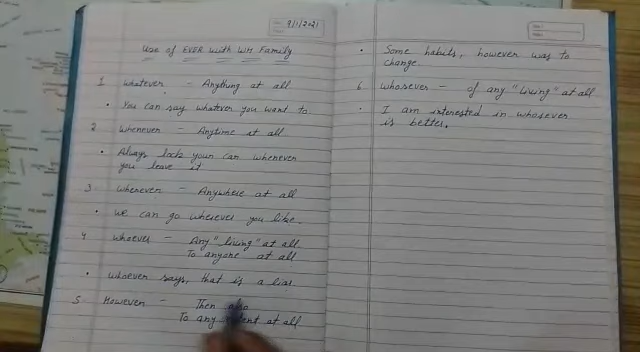 9/1/2021
Use of EVER with WH Family
1 Whatever - Anything at all
• You can say whatever you want to.
2 Whenever - Anytime at all
• Always lock your can whenever
you leave it
3 Wherever - Anywhere at all
• We can go wherever you like.
4 Whoever - Any "living" at all
To anyone at all
• Whoever says, that is a liar
5 However - Then also
To any extent at all
• Some habits, however was to
change.
6 Whosever - of any "living" at all
• I am interested in whosever
is better.